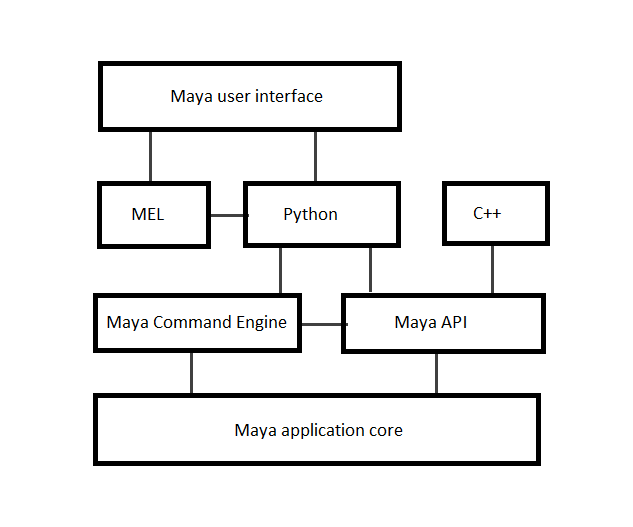 Maya user interface
MEL
Python
C++
Maya Command Engine
Maya API
Maya application core